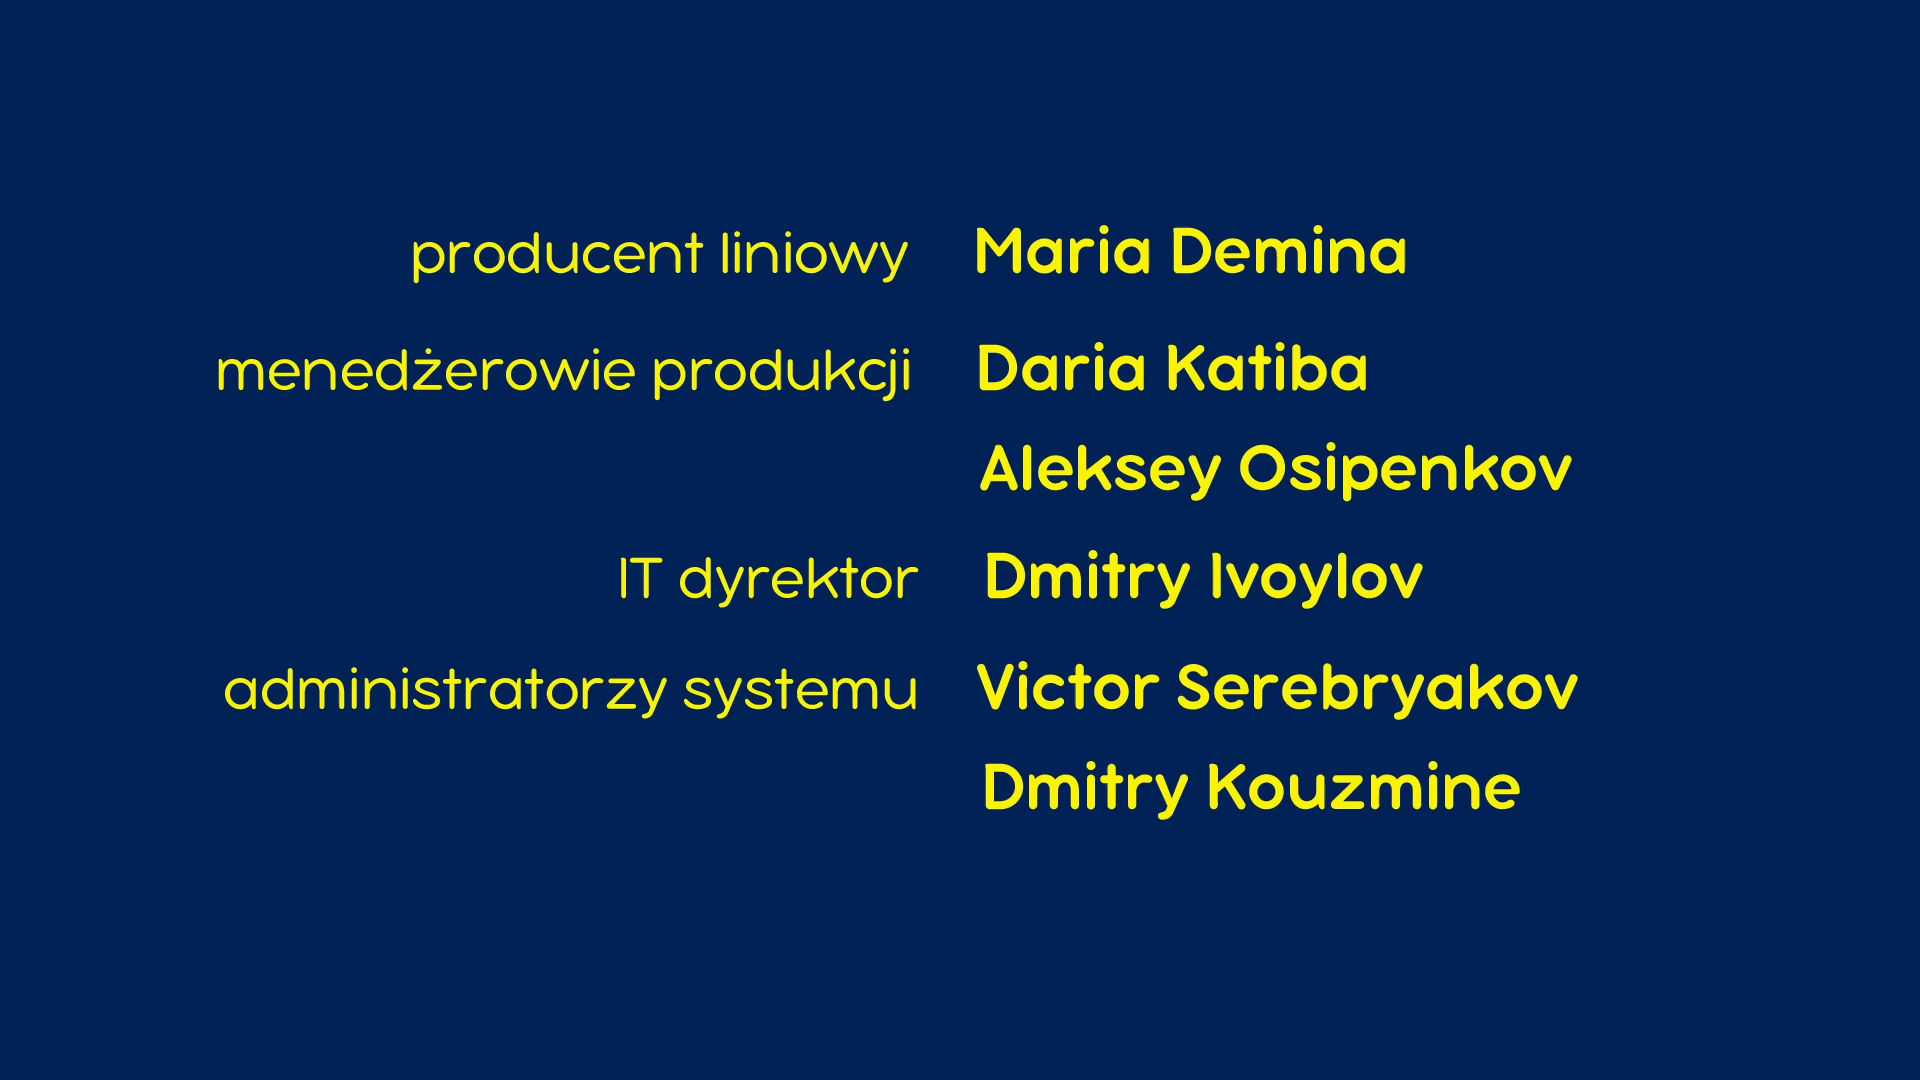 producent liniowy Maria Demina
menedżerowie produkcji Daria Katiba
Aleksey Osipenkov
IT dyrektor Dmitry Ivoylov
administratorzy systemu Victor Serebryakov
Dmitry Kouzmine